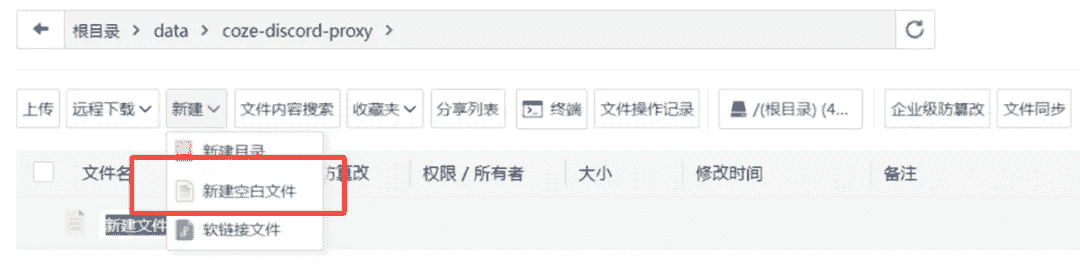 根目录 > data > coze-discord-proxy >
上传 远程下载 新建 文件内容搜索 收藏夹 分享列表 终端 文件操作记录 /(根目录) (4... 企业级防篡改 文件同步
新建目录
文件名 防篡改 权限 / 所有者 大小 修改时间 备注
新建空白文件
新建文件
软链接文件